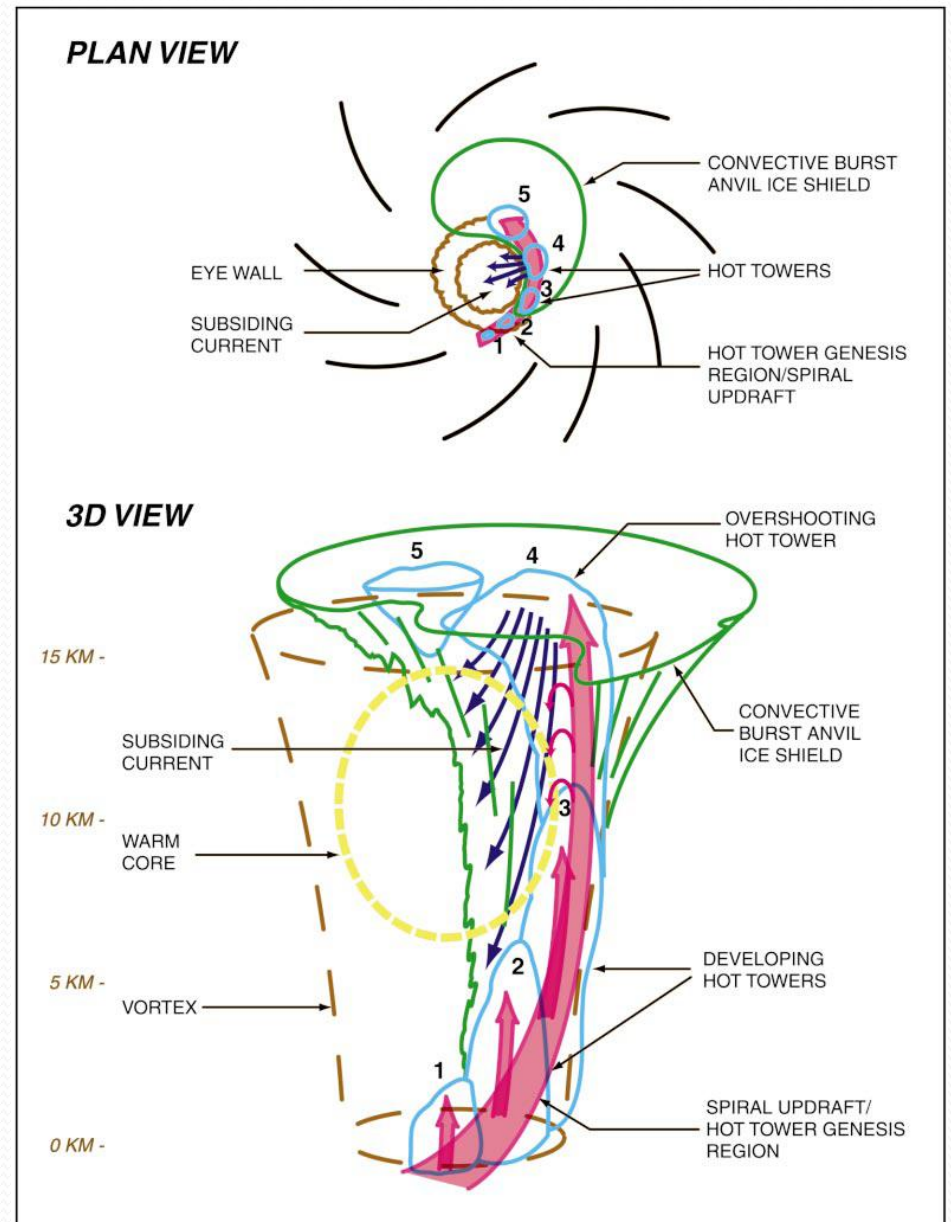 PLAN VIEW
CONVECTIVE BURST
ANVIL ICE SHIELD
5
4
EYE WALL
HOT TOWERS
3
SUBSIDING
CURRENT
2
1
HOT TOWER GENESIS
REGION/SPIRAL
UPDRAFT
3D VIEW
OVERSHOOTING
HOT TOWER
5
4
15 KM -
CONVECTIVE
BURST ANVIL
ICE SHIELD
SUBSIDING
CURRENT
3
10 KM -
WARM
CORE
DEVELOPING
HOT TOWERS
2
5 KM -
VORTEX
1
SPIRAL UPDRAFT/
HOT TOWER GENESIS
REGION
0 KM -